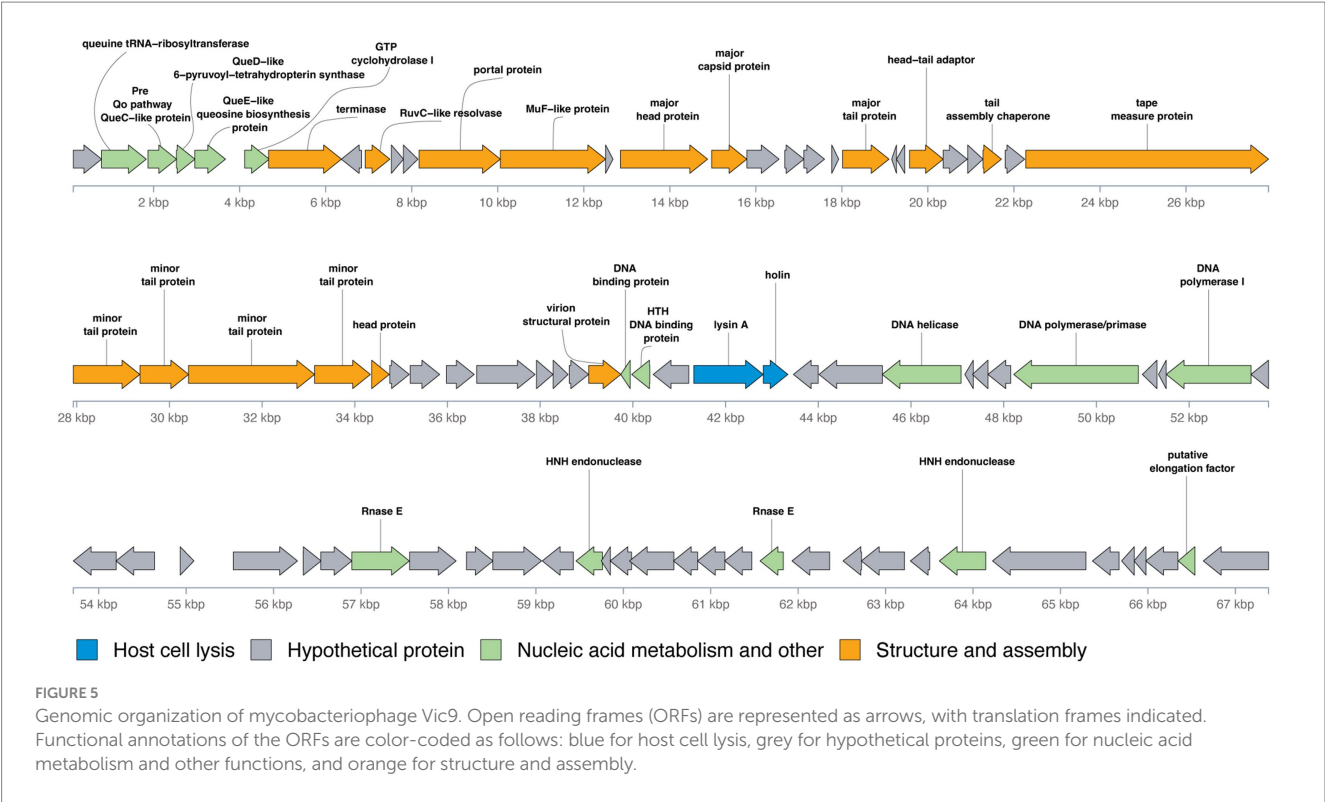 queuine tRNA–ribosyltransferase
Pre
Qo pathway
QueC–like protein
QueD–like
6–pyruvoyl–tetrahydropterin synthase
QueE–like
queosine biosynthesis
protein
GTP
cyclohydrolase I
terminase
RuvC–like resolvase
portal protein
MuF–like protein
major
head protein
major
capsid protein
major
tail protein
head–tail adaptor
tail
assembly chaperone
tape
measure protein
2 kbp 4 kbp 6 kbp 8 kbp 10 kbp 12 kbp 14 kbp 16 kbp 18 kbp 20 kbp 22 kbp 24 kbp 26 kbp
minor
tail protein
minor
tail protein
minor
tail protein
minor
tail protein
head protein
virion
structural protein
DNA
binding protein
HTH
DNA binding
protein
lysin A
holin
DNA helicase
DNA polymerase/primase
DNA
polymerase I
28 kbp 30 kbp 32 kbp 34 kbp 36 kbp 38 kbp 40 kbp 42 kbp 44 kbp 46 kbp 48 kbp 50 kbp 52 kbp
Rnase E
HNH endonuclease
Rnase E
HNH endonuclease
putative
elongation factor
54 kbp 55 kbp 56 kbp 57 kbp 58 kbp 59 kbp 60 kbp 61 kbp 62 kbp 63 kbp 64 kbp 65 kbp 66 kbp 67 kbp
Host cell lysis Hypothetical protein Nucleic acid metabolism and other Structure and assembly
FIGURE 5
Genomic organization of mycobacteriophage Vic9. Open reading frames (ORFs) are represented as arrows, with translation frames indicated.
Functional annotations of the ORFs are color-coded as follows: blue for host cell lysis, grey for hypothetical proteins, green for nucleic acid
metabolism and other functions, and orange for structure and assembly.